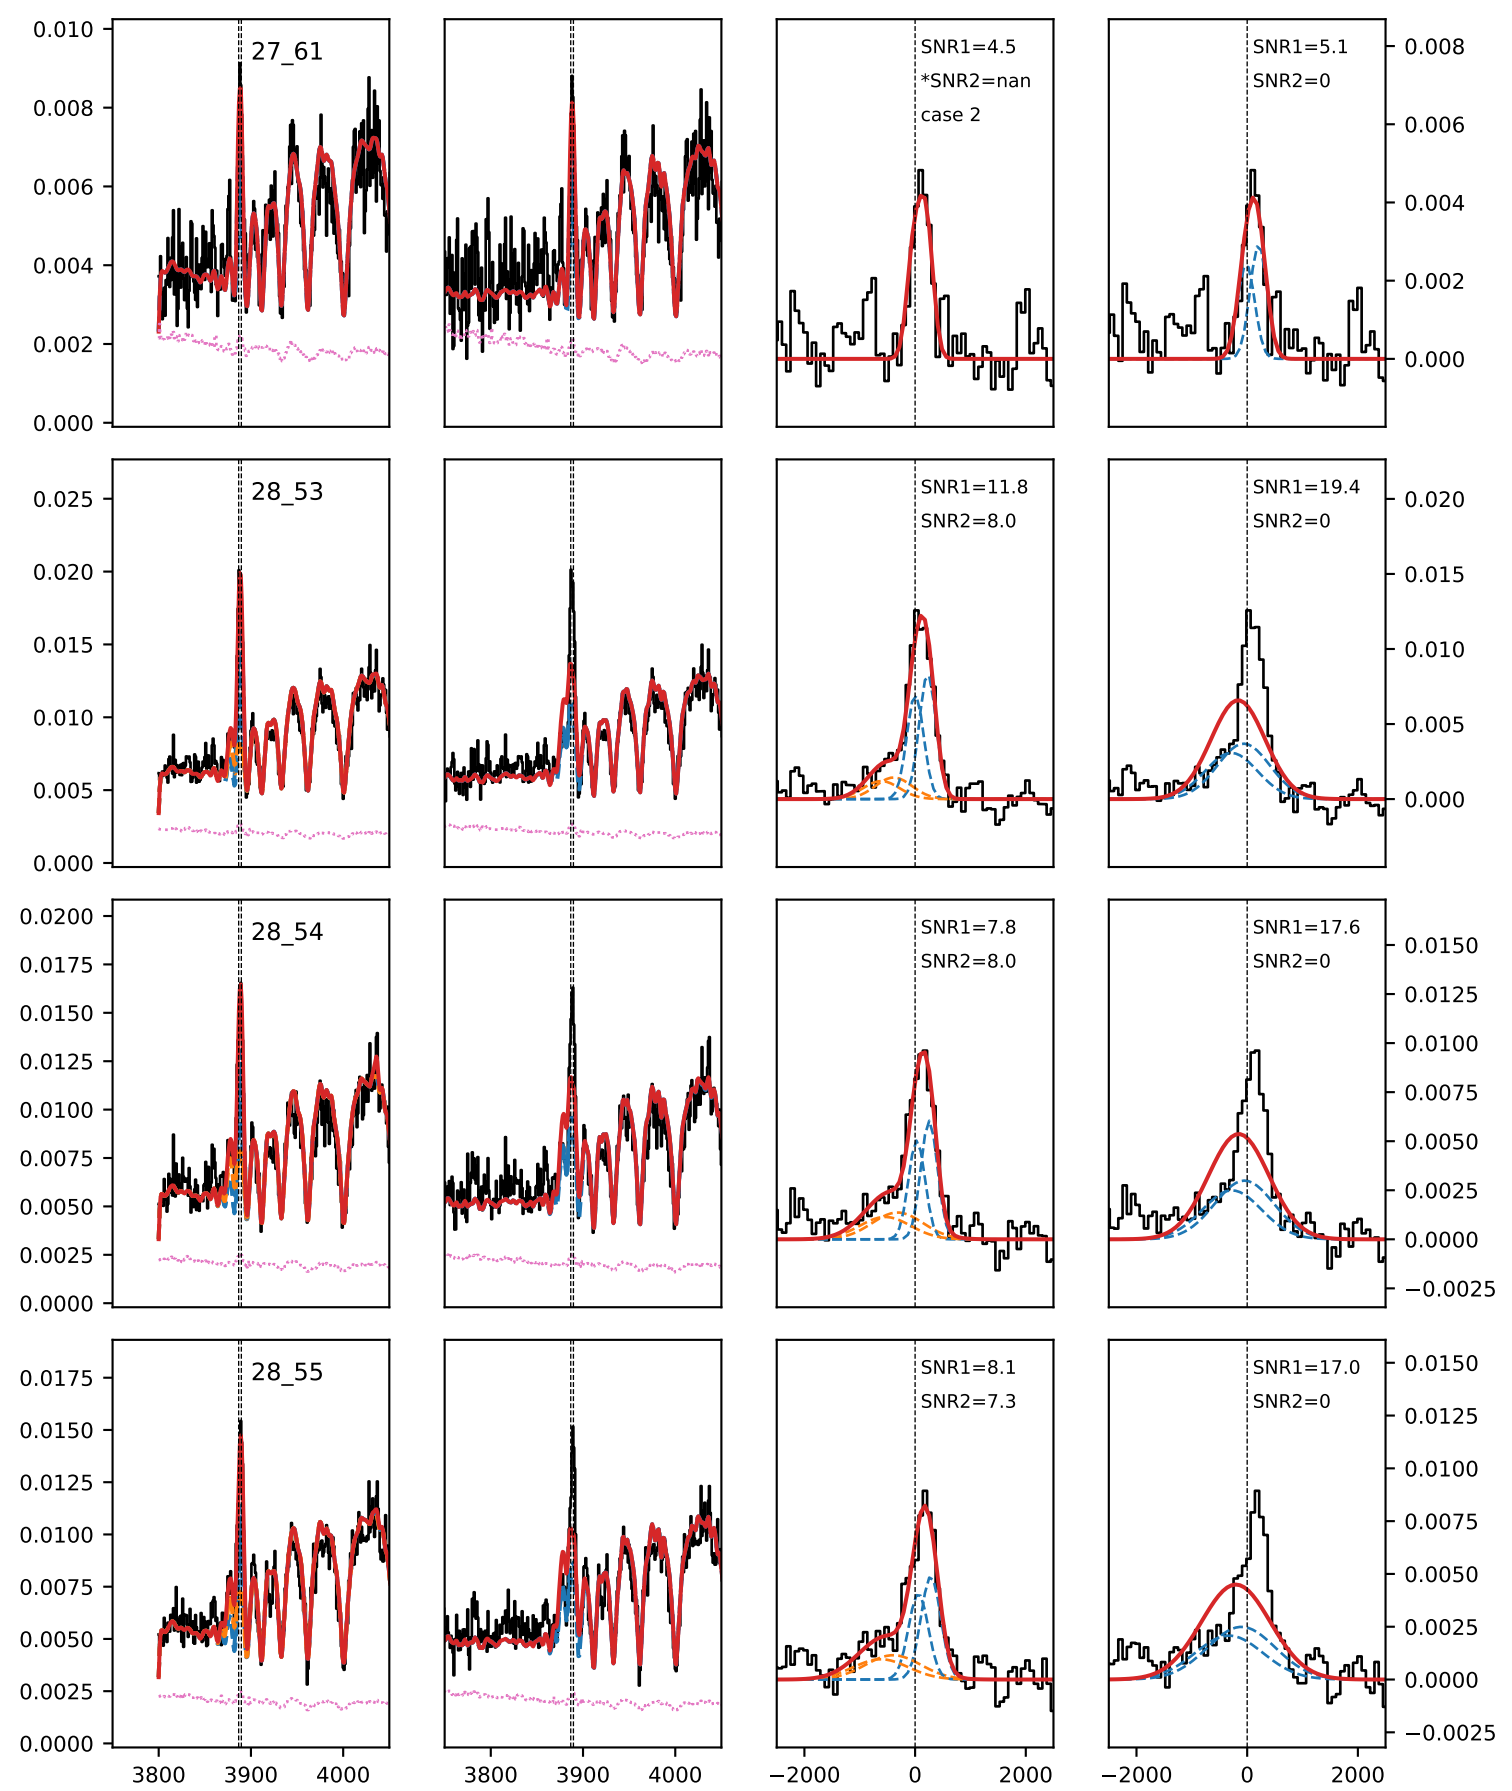 0.010
0.008
0.006
0.004
0.002
0.000
27_61
SNR1=4.5
*SNR2=nan
case 2
SNR1=5.1
SNR2=0
0.008
0.006
0.004
0.002
0.000
0.025
0.020
0.015
0.010
0.005
0.000
28_53
SNR1=11.8
SNR2=8.0
SNR1=19.4
SNR2=0
0.020
0.015
0.010
0.005
0.000
0.0200
0.0175
0.0150
0.0125
0.0100
0.0075
0.0050
0.0025
0.0000
28_54
SNR1=7.8
SNR2=8.0
SNR1=17.6
SNR2=0
0.0150
0.0125
0.0100
0.0075
0.0050
0.0025
0.0000
−0.0025
0.0175
0.0150
0.0125
0.0100
0.0075
0.0050
0.0025
0.0000
28_55
SNR1=8.1
SNR2=7.3
SNR1=17.0
SNR2=0
0.0150
0.0125
0.0100
0.0075
0.0050
0.0025
0.0000
−0.0025
3800 3900 4000
3800 3900 4000
−2000 0 2000
−2000 0 2000